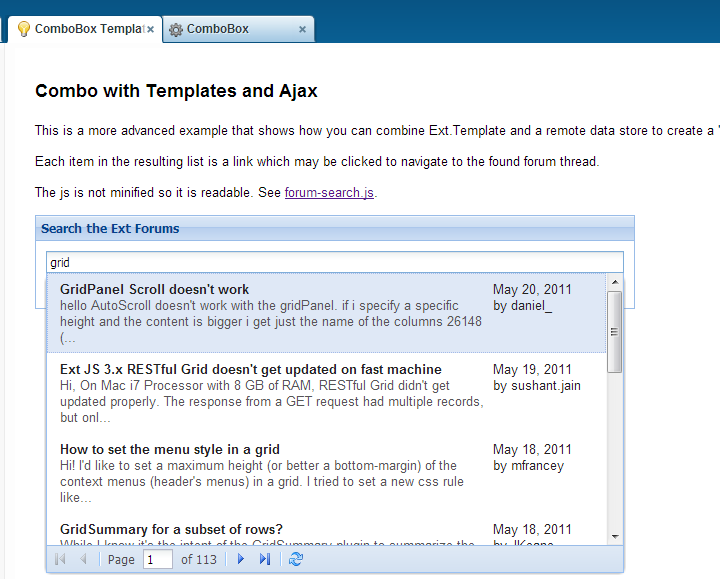 ComboBox Templat
ComboBox
Combo with Templates and Ajax
This is a more advanced example that shows how you can combine Ext.Template and a remote data store to create a '
Each item in the resulting list is a link which may be clicked to navigate to the found forum thread.
The js is not minified so it is readable. See forum-search.js.
Search the Ext Forums
grid
GridPanel Scroll doesn't work
May 20, 2011
by daniel_
hello AutoScroll doesn't work with the gridPanel. if i specify a specific
height and the content is bigger i get just the name of the columns 26148
(...
Ext JS 3.x RESTful Grid doesn't get updated on fast machine
May 19, 2011
by sushant.jain
Hi, On Mac i7 Processor with 8 GB of RAM, RESTful Grid didn't get
updated properly. The response from a GET request had multiple records,
but onl...
How to set the menu style in a grid
May 18, 2011
by mfrancey
Hi! I'd like to set a maximum height (or better a bottom-margin) of the
context menus (header's menus) in a grid. I tried to set a new css rule
like...
GridSummary for a subset of rows?
May 18, 2011
by JKeane
While I know it's the intent of the GridSummary plugin to summarize the
Page 1 of 113